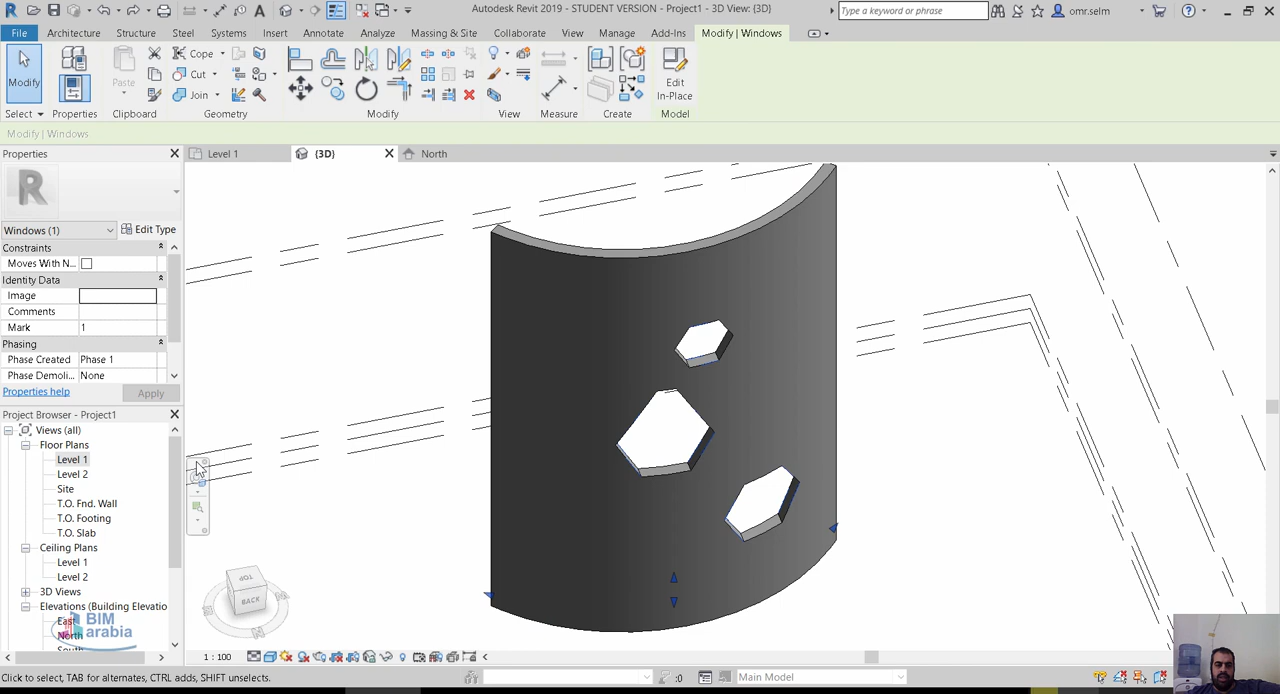 Autodesk Revit 2019 - STUDENT VERSION - Project1 - 3D View: {3D}
Type a keyword or phrase
omr.selm
File Architecture Structure Steel Systems Insert Annotate Analyze Massing & Site Collaborate View Manage Add-Ins Modify | Windows
Modify
Paste
Cope
Cut
Join
Edit
In-Place
Select Properties Clipboard Geometry Modify View Measure Create Model
Modify | Windows
Properties
Level 1
{3D}
North
R
Windows (1)
Edit Type
Constraints
Moves With N...
Identity Data
Image
Comments
Mark 1
Phasing
Phase Created Phase 1
Phase Demoli... None
Properties help
Apply
Project Browser - Project1
Views (all)
Floor Plans
Level 1
Level 2
Site
T.O. Fnd. Wall
T.O. Footing
T.O. Slab
Ceiling Plans
Level 1
Level 2
3D Views
Elevations (Building Elevatio
East
North
BIM
arabia
TOP
BACK
1 : 100
Click to select, TAB for alternates, CTRL adds, SHIFT unselects.
:0
Main Model